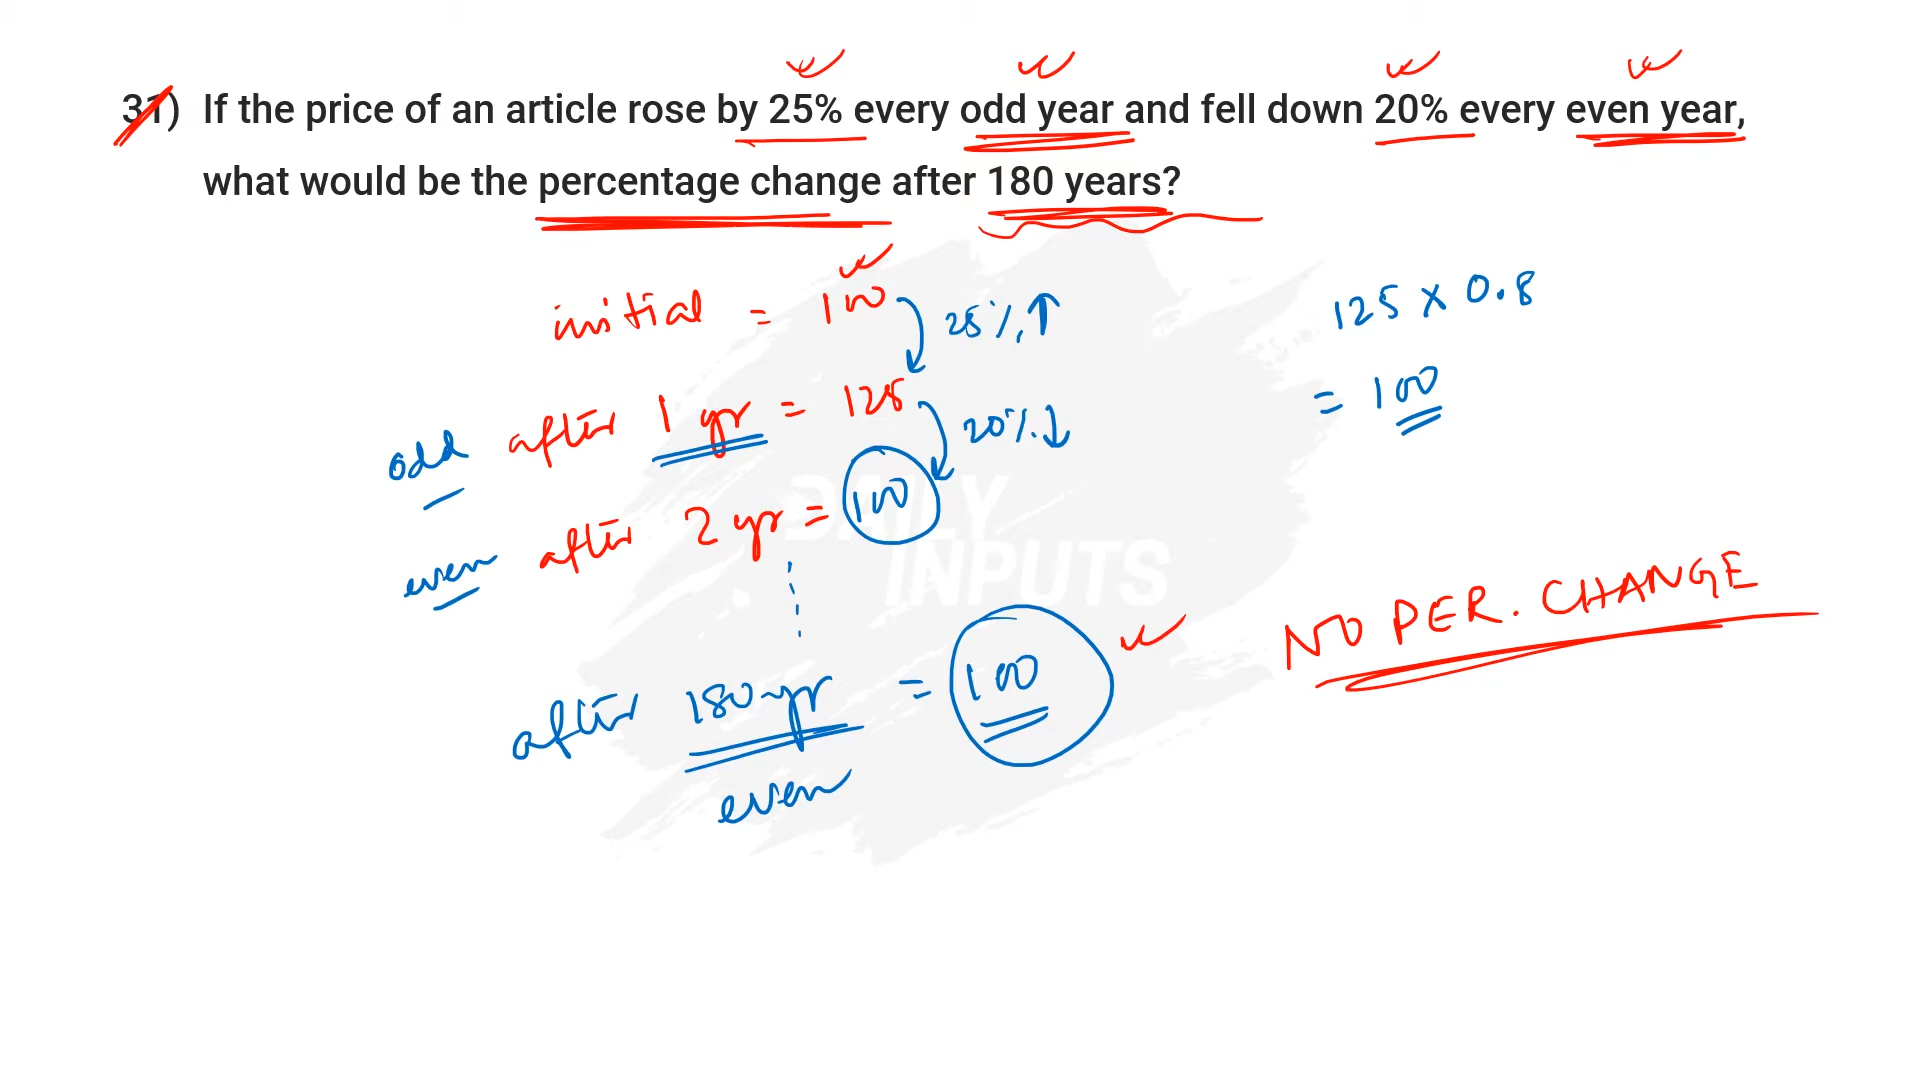 31) If the price of an article rose by 25% every odd year and fell down 20% every even year,
what would be the percentage change after 180 years?
initial = 100
25% ↑
125 x 0.8
= 100
odd after 1 yr = 125
20% ↓
even after 2 yr = 100
DAILY
INPUTS
NO PER. CHANGE
after 180 yr = 100
even